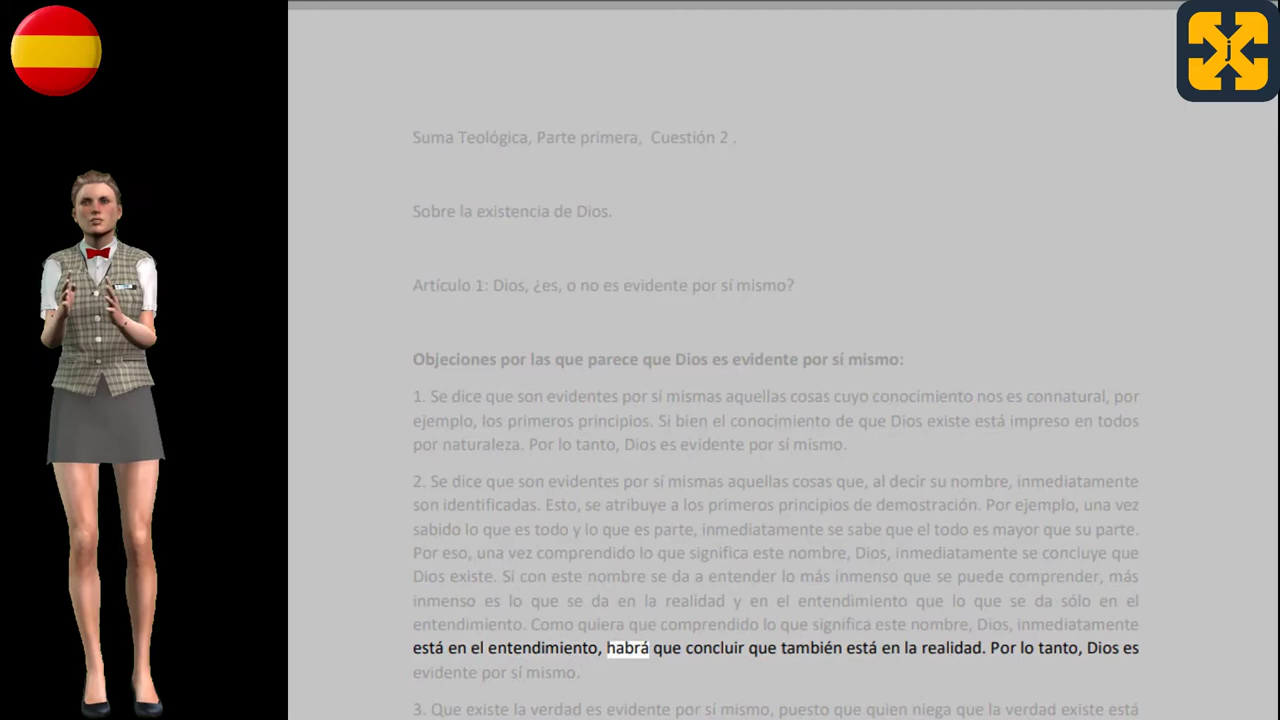 j
Suma Teológica, Parte primera, Cuestión 2 .
Sobre la existencia de Dios.
Artículo 1: Dios, ¿es, o no es evidente por sí mismo?
Objeciones por las que parece que Dios es evidente por sí mismo:
1. Se dice que son evidentes por sí mismas aquellas cosas cuyo conocimiento nos es connatural, por
ejemplo, los primeros principios. Si bien el conocimiento de que Dios existe está impreso en todos
por naturaleza. Por lo tanto, Dios es evidente por sí mismo.
2. Se dice que son evidentes por sí mismas aquellas cosas que, al decir su nombre, inmediatamente
son identificadas. Esto, se atribuye a los primeros principios de demostración. Por ejemplo, una vez
sabido lo que es todo y lo que es parte, inmediatamente se sabe que el todo es mayor que su parte.
Por eso, una vez comprendido lo que significa este nombre, Dios, inmediatamente se concluye que
Dios existe. Si con este nombre se da a entender lo más inmenso que se puede comprender, más
inmenso es lo que se da en la realidad y en el entendimiento que lo que se da sólo en el
entendimiento. Como quiera que comprendido lo que significa este nombre, Dios, inmediatamente
está en el entendimiento, habrá que concluir que también está en la realidad. Por lo tanto, Dios es
evidente por sí mismo.
3. Que existe la verdad es evidente por sí mismo, puesto que quien niega que la verdad existe está